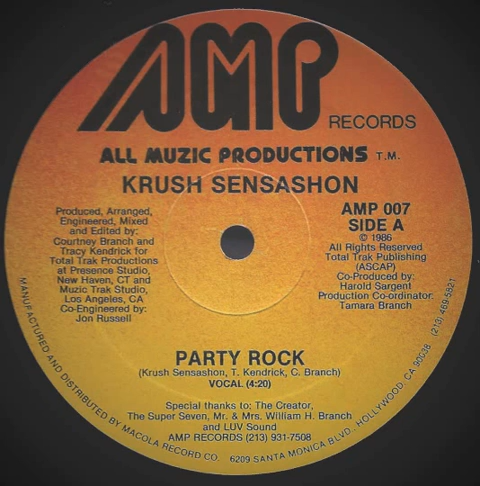 AMP
RECORDS
ALL MUZIC PRODUCTIONS T.M.
KRUSH SENSASHON
Produced, Arranged,
Engineered, Mixed
and Edited by:
Courtney Branch and
Tracy Kendrick for
Total Trak Productions
at Presence Studio,
New Haven, CT and
Muzic Trak Studio,
Los Angeles, CA
Co-Engineered by:
Jon Russell
AMP 007
SIDE A
© 1986
All Rights Reserved
Total Trak Publishing
(ASCAP)
Co-Produced by:
Harold Sargent
Production Co-ordinator:
Tamara Branch
PARTY ROCK
(Krush Sensashon, T. Kendrick, C. Branch)
VOCAL (4:20)
Special thanks to: The Creator,
The Super Seven, Mr. & Mrs. William H. Branch
and LUV Sound
AMP RECORDS (213) 931-7508
MANUFACTURED AND DISTRIBUTED BY MACOLA RECORD CO. 6209 SANTA MONICA BLVD., HOLLYWOOD, CA 90038 (213) 469-5821